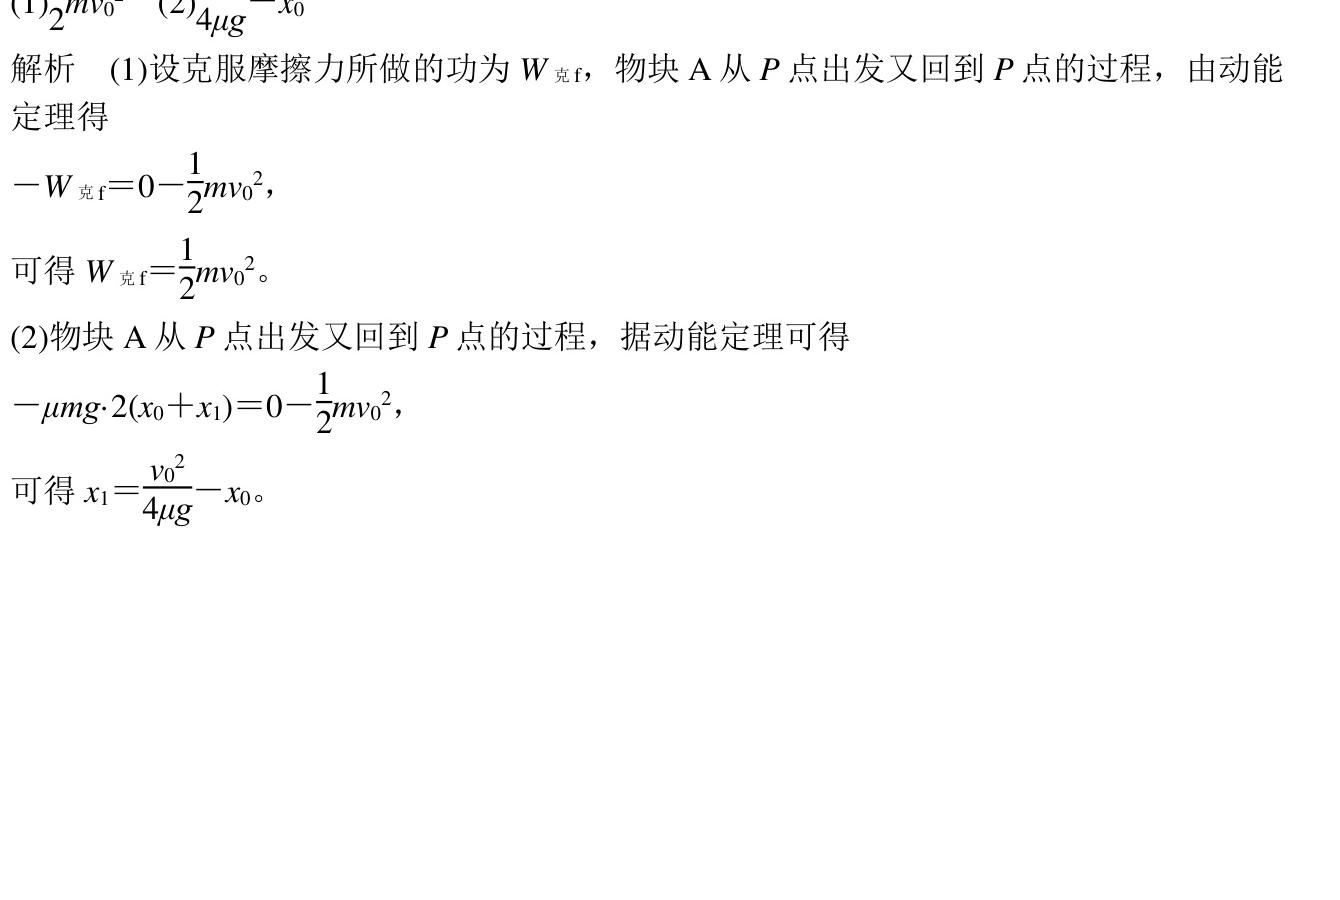 (1)1/2mv₀² (2)v₀²/4μg－x₀
解析 (1)设克服摩擦力所做的功为 W克f，物块 A 从 P 点出发又回到 P 点的过程，由动能
定理得
－W克f＝0－1/2mv₀²，
可得 W克f＝1/2mv₀²。
(2)物块 A 从 P 点出发又回到 P 点的过程，据动能定理可得
－μmg·2(x₀＋x₁)＝0－1/2mv₀²，
可得 x₁＝v₀²/4μg－x₀。